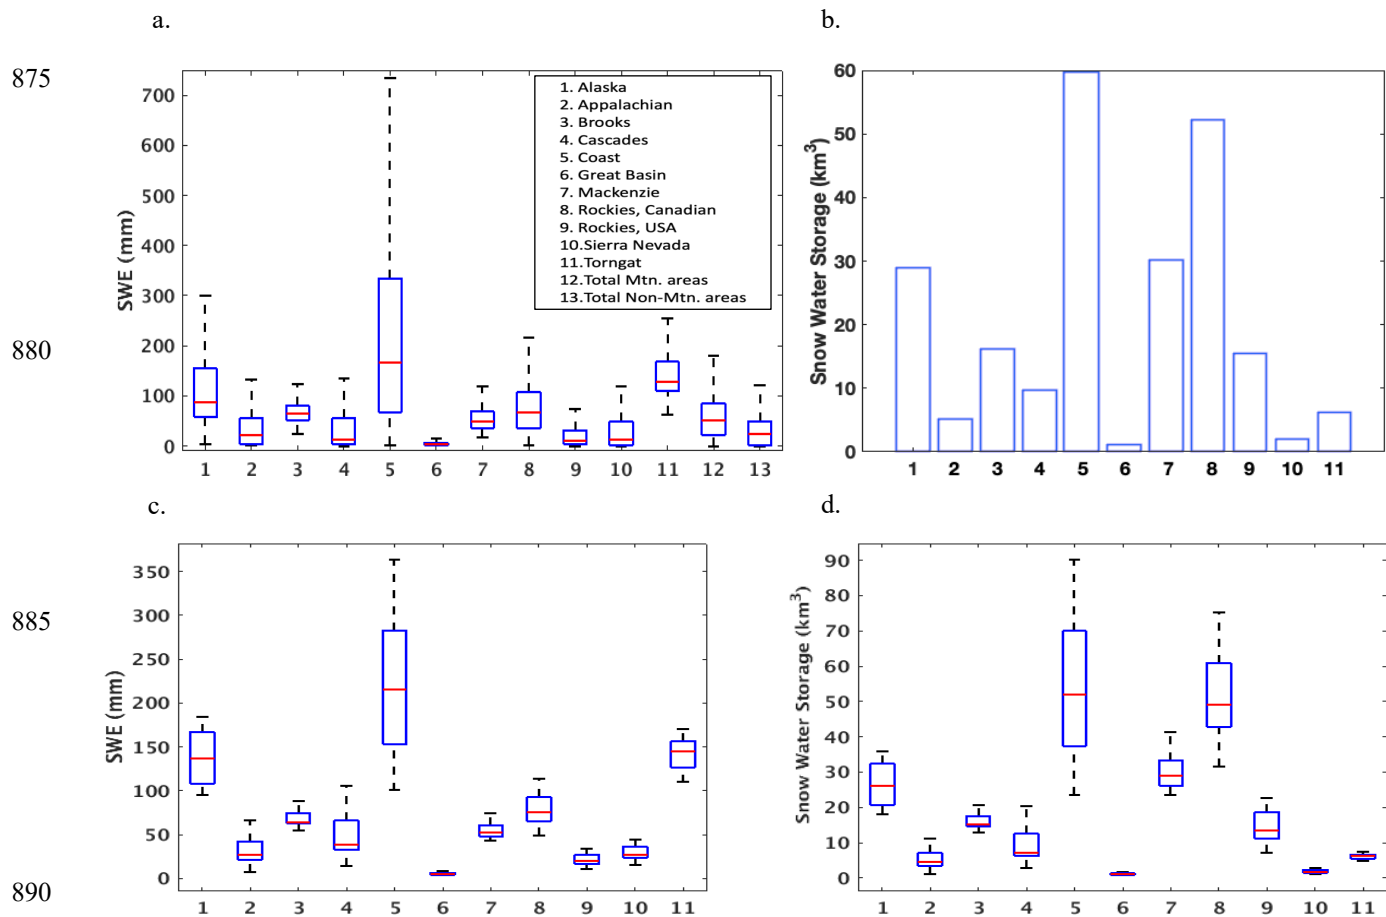 a.
b.
875
880
885
890
700
600
500
400
300
200
100
0
SWE (mm)
1. Alaska
2. Appalachian
3. Brooks
4. Cascades
5. Coast
6. Great Basin
7. Mackenzie
8. Rockies, Canadian
9. Rockies, USA
10.Sierra Nevada
11.Torngat
12.Total Mtn. areas
13.Total Non-Mtn. areas
1 2 3 4 5 6 7 8 9 10 11 12 13
60
50
40
30
20
10
0
Snow Water Storage (km³)
1 2 3 4 5 6 7 8 9 10 11
c.
d.
350
300
250
200
150
100
50
0
SWE (mm)
1 2 3 4 5 6 7 8 9 10 11
90
80
70
60
50
40
30
20
10
0
Snow Water Storage (km³)
1 2 3 4 5 6 7 8 9 10 11